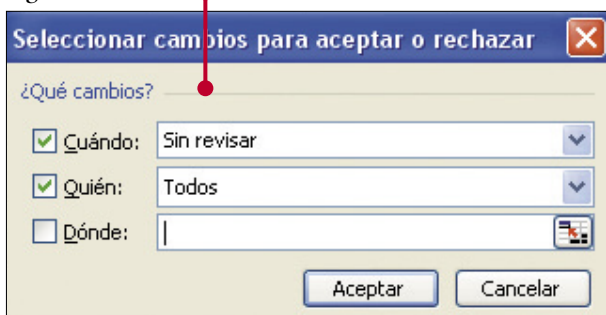 Seleccionar cambios para aceptar o rechazar
¿Qué cambios?
Cuándo: Sin revisar
Quién: Todos
Dónde:
Aceptar Cancelar